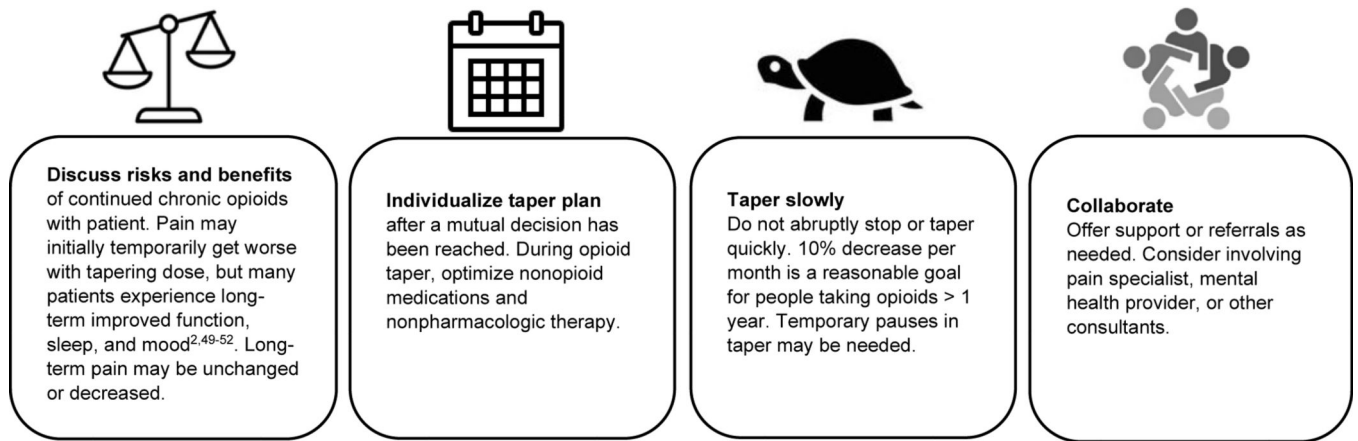 Discuss risks and benefits
of continued chronic opioids
with patient. Pain may
initially temporarily get worse
with tapering dose, but many
patients experience long-
term improved function,
sleep, and mood2,49-52. Long-
term pain may be unchanged
or decreased.
Individualize taper plan
after a mutual decision has
been reached. During opioid
taper, optimize nonopioid
medications and
nonpharmacologic therapy.
Taper slowly
Do not abruptly stop or taper
quickly. 10% decrease per
month is a reasonable goal
for people taking opioids > 1
year. Temporary pauses in
taper may be needed.
Collaborate
Offer support or referrals as
needed. Consider involving
pain specialist, mental
health provider, or other
consultants.